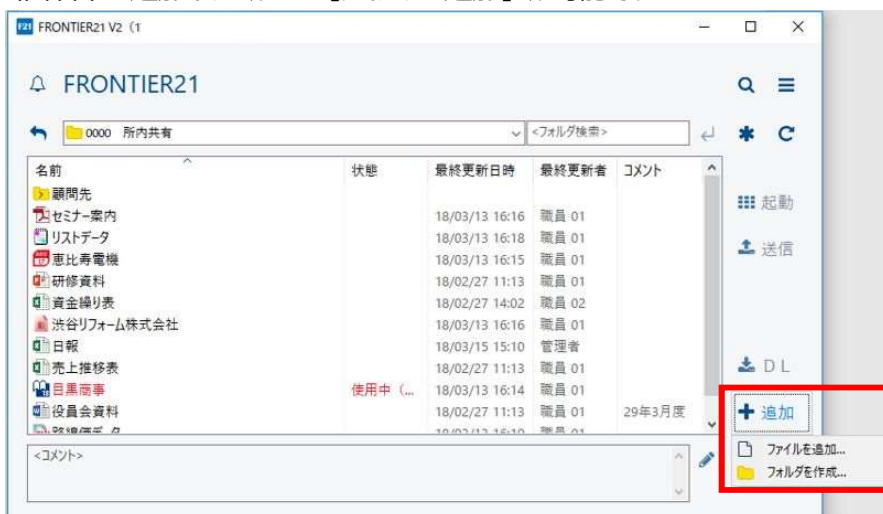 FRONTIER21 V2 (1
FRONTIER21
0000 所内共有
<フォルダ検索>
名前 状態 最終更新日時 最終更新者 コメント
顧問先
セミナー案内 18/03/13 16:16 職員 01
リストデータ 18/03/13 16:18 職員 01
恵比寿電機 18/03/13 16:15 職員 01
研修資料 18/02/27 11:13 職員 01
資金繰り表 18/02/27 14:02 職員 02
渋谷リフォーム株式会社 18/03/13 16:16 職員 01
日報 18/03/15 15:10 管理者
売上推移表 18/02/27 11:13 職員 01
目黒商事 使用中 (... 18/03/13 16:14 職員 01
役員会資料 18/02/27 11:13 職員 01 29年3月度
起動
送信
DL
追加
ファイルを追加...
フォルダを作成...
<コメント>